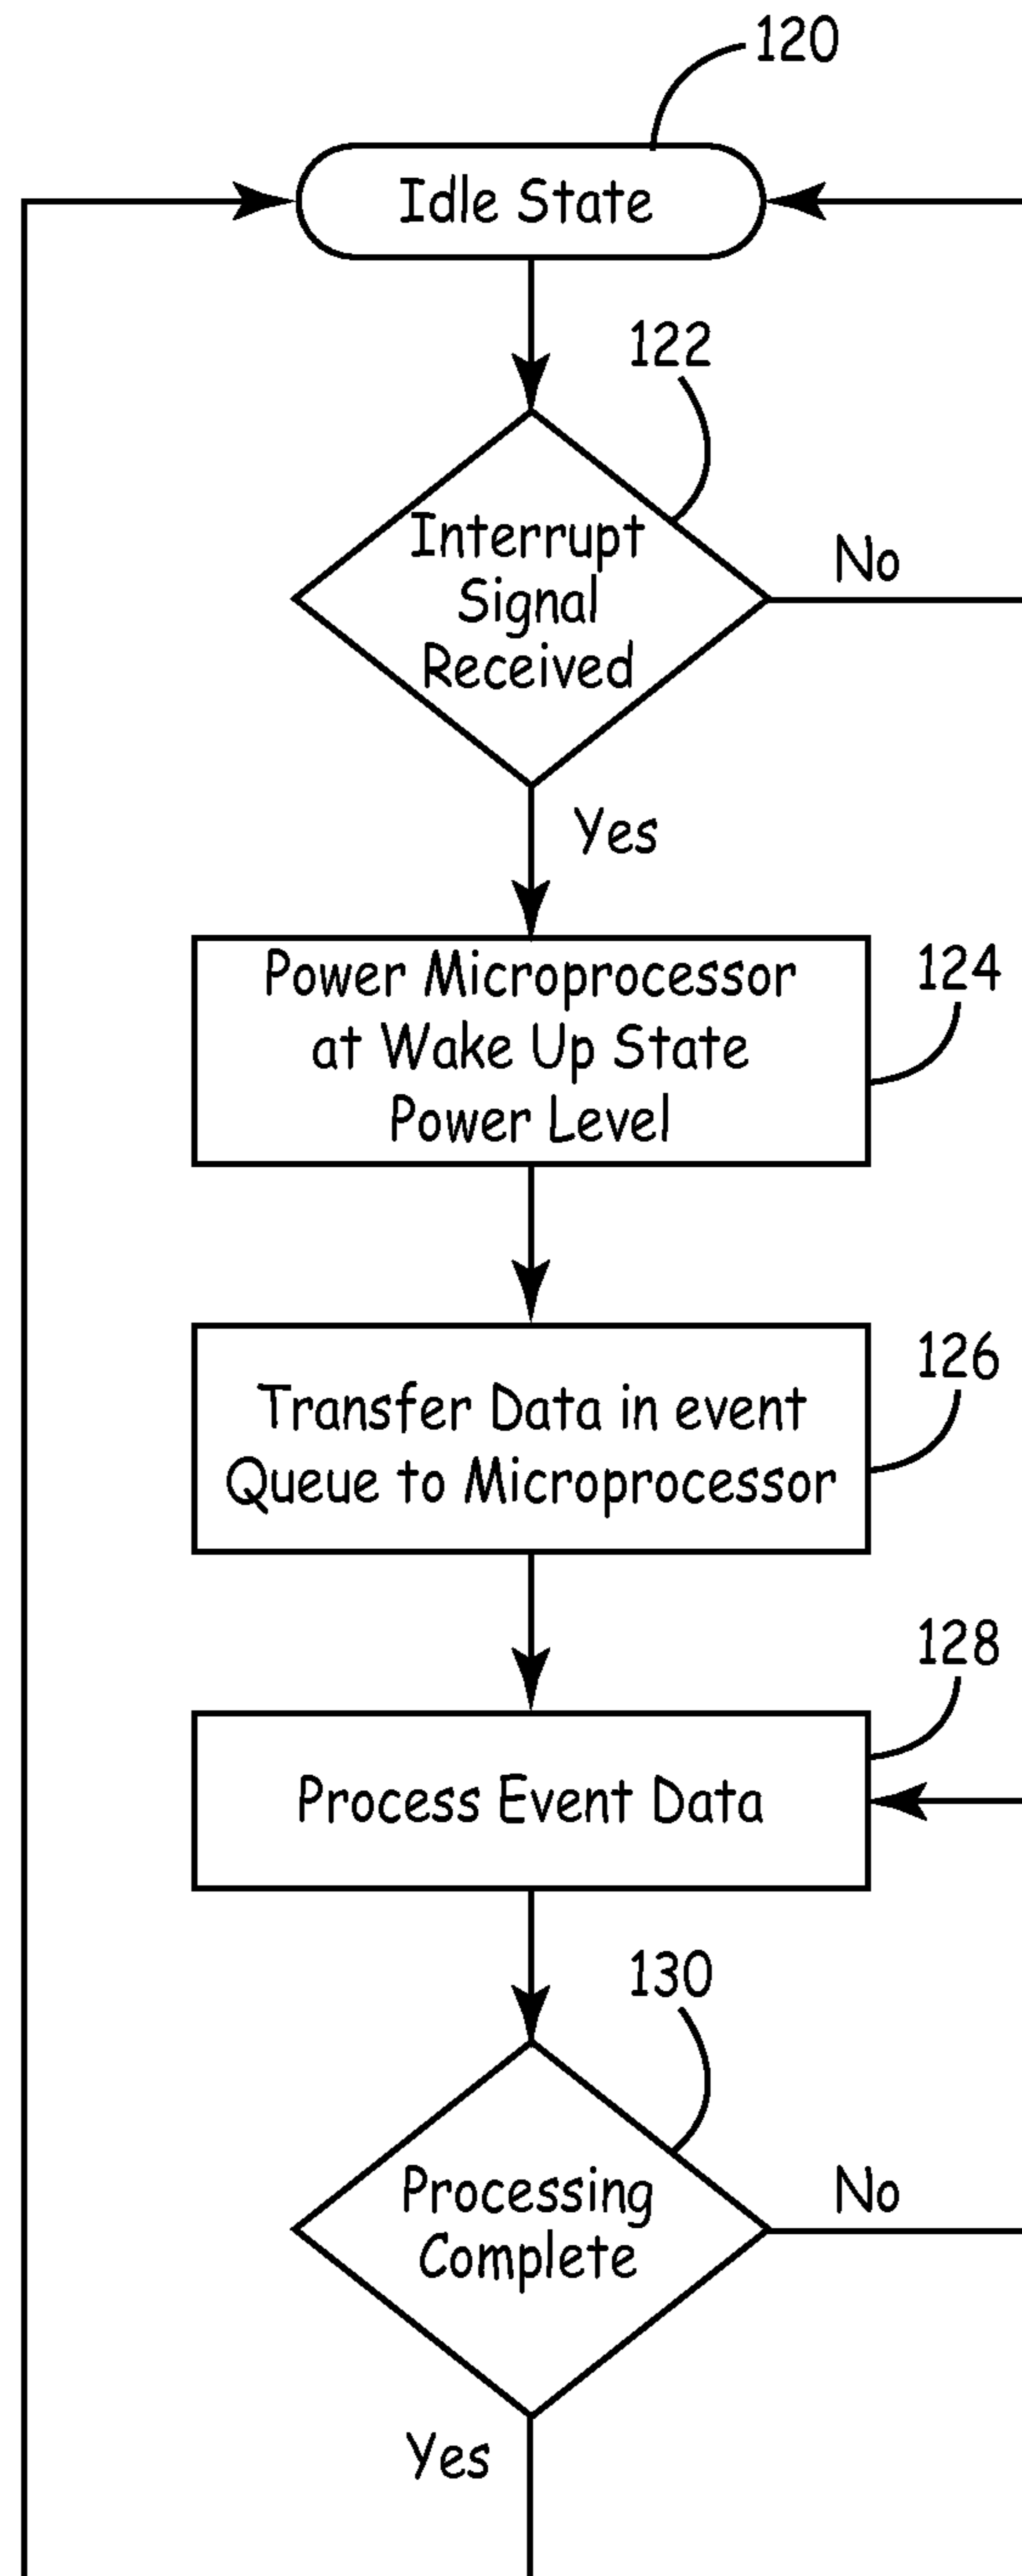 120
Idle State
122
Interrupt
Signal
Received
No
Yes
Power Microprocessor
at Wake Up State
Power Level
124
Transfer Data in event
Queue to Microprocessor
126
128
Process Event Data
130
Processing
Complete
No
Yes